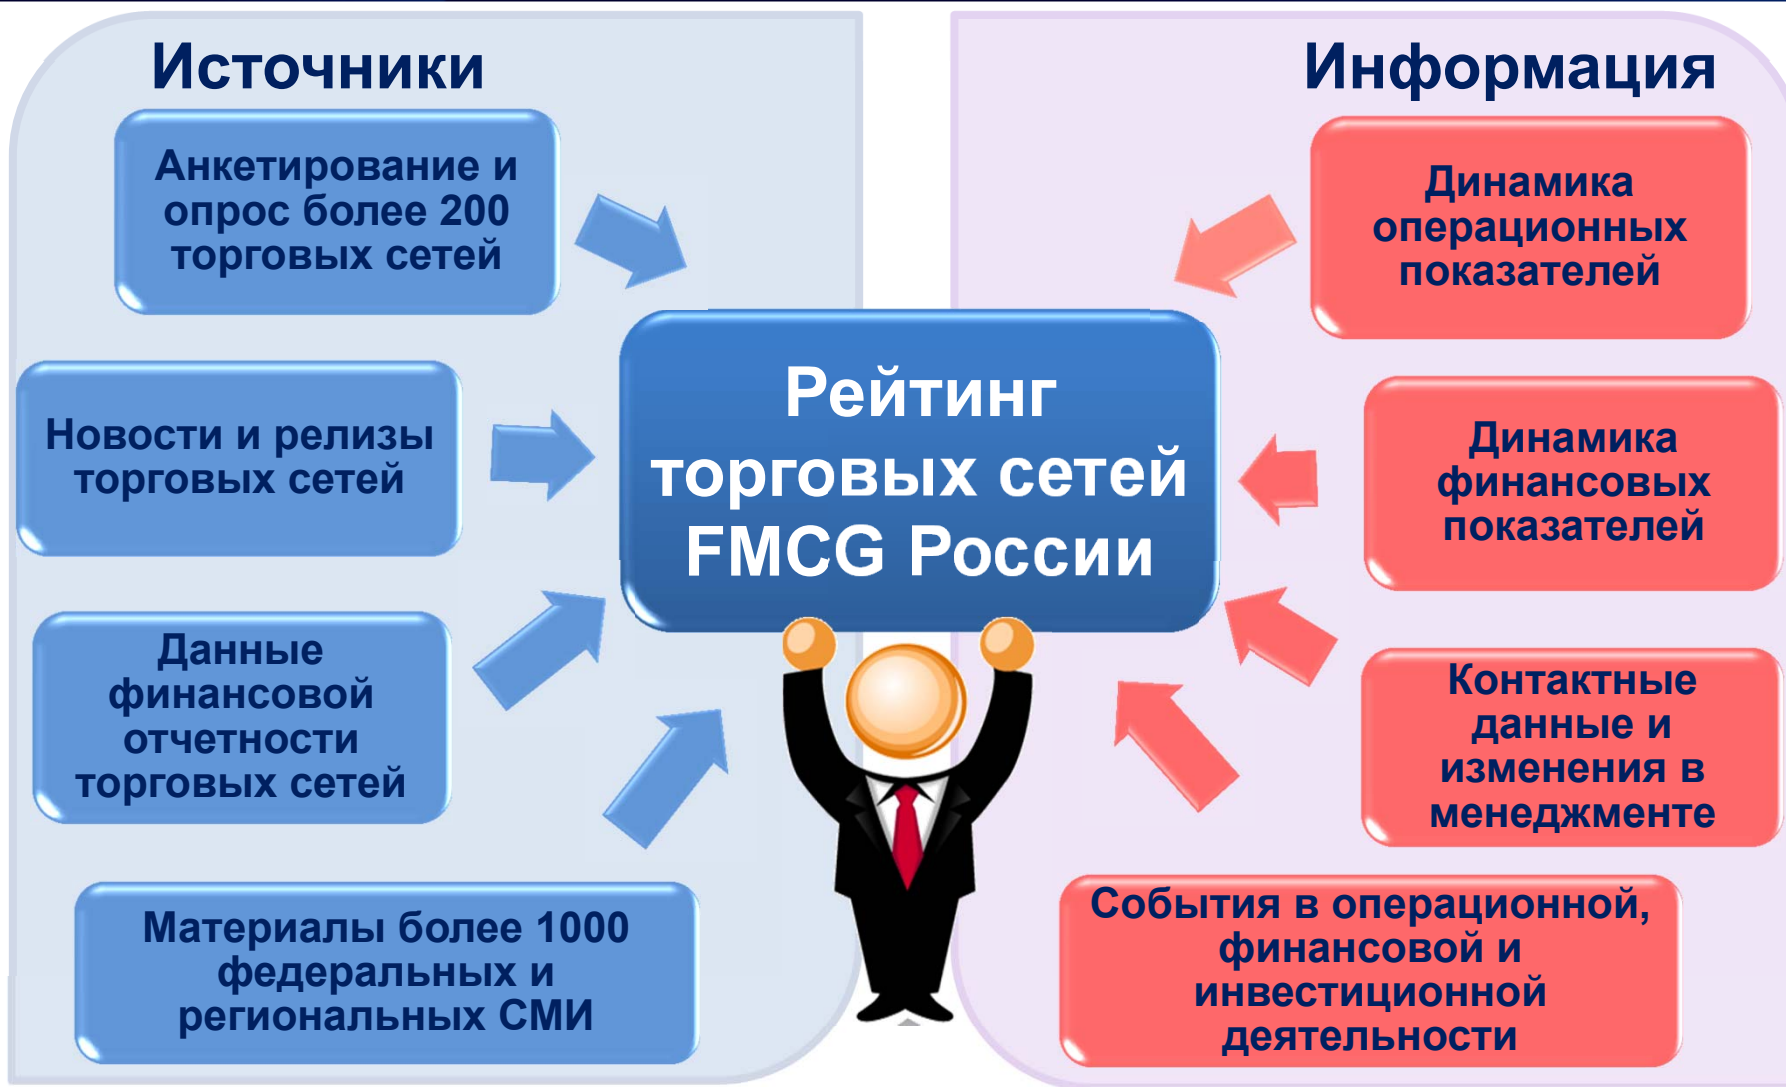 Источники
Анкетирование и
опрос более 200
торговых сетей
Новости и релизы
торговых сетей
Данные
финансовой
отчетности
торговых сетей
Материалы более 1000
федеральных и
региональных СМИ
Рейтинг
торговых сетей
FMCG России
Информация
Динамика
операционных
показателей
Динамика
финансовых
показателей
Контактные
данные и
изменения в
менеджменте
События в операционной,
финансовой и
инвестиционной
деятельности